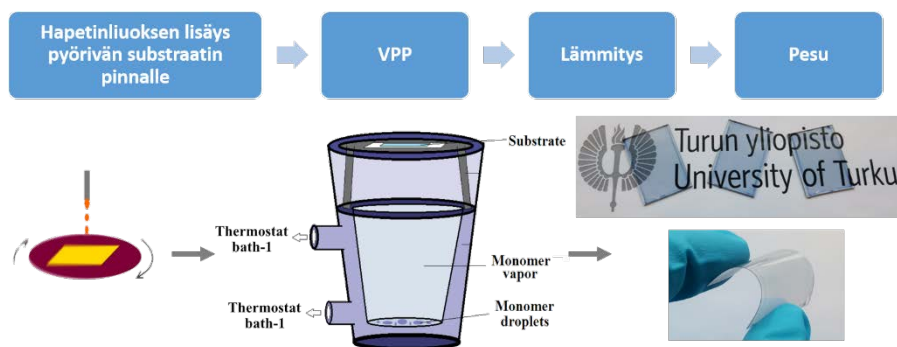 Hapetinliuoksen lisäys
pyörivän substraatin
pinnalle
VPP
Lämmitys
Pesu
Substrate
Thermostat
bath-1
Monomer
vapor
Thermostat
bath-1
Monomer
droplets
Turun yliopisto
University of Turku